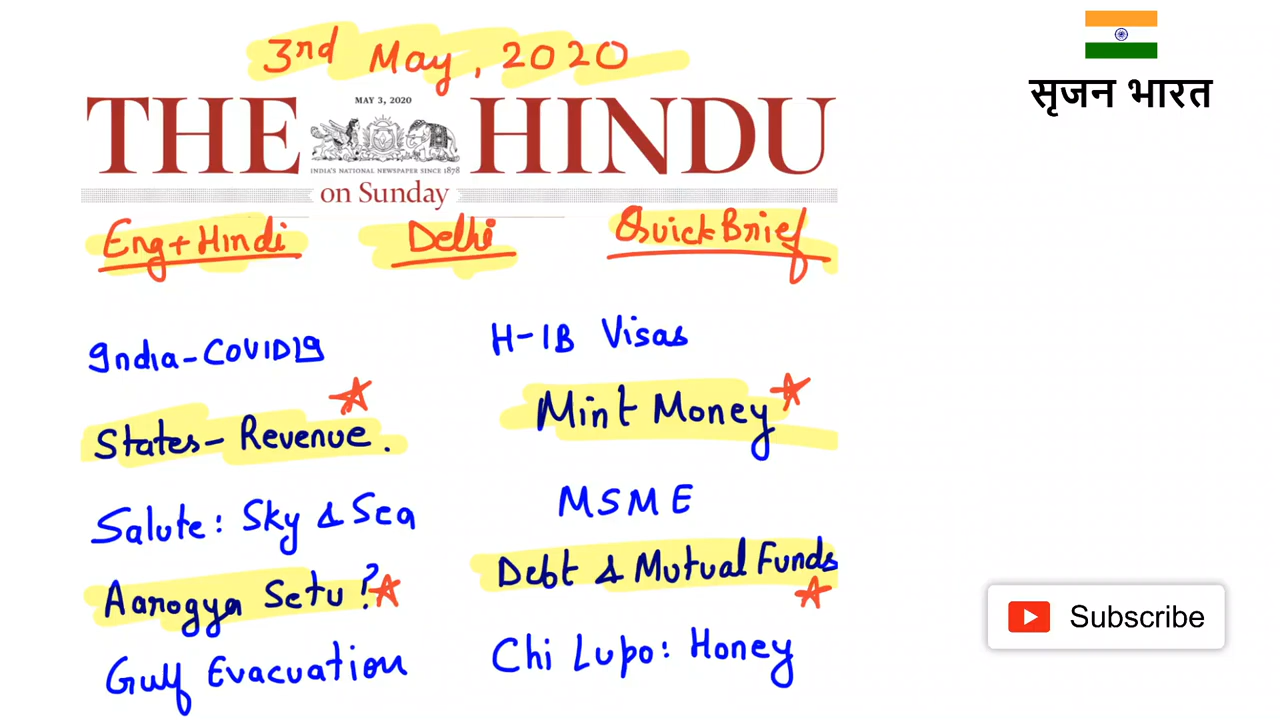 3rd May, 2020
MAY 3, 2020
THE HINDU
INDIA'S NATIONAL NEWSPAPER SINCE 1878
on Sunday
Eng+Hindi Delhi QuickBrief
India-COVID19
States-Revenue.
Salute: Sky & Sea
Aarogya Setu?
Gulf Evacuation
H-1B Visas
Mint Money
MSME
Debt & Mutual Funds
Chi Lupo: Honey
सृजन भारत
Subscribe